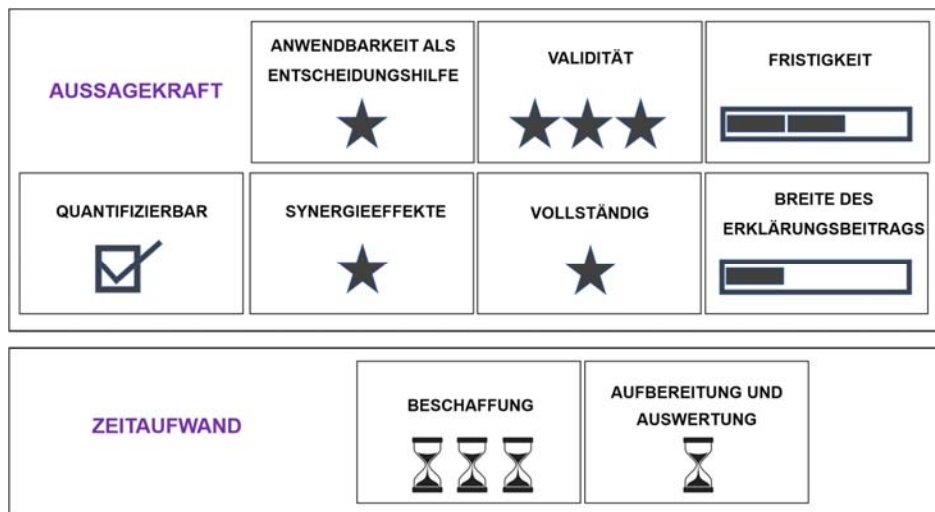 AUSSAGEKRAFT
ANWENDBARKEIT ALS
ENTSCHEIDUNGSHILFE
VALIDITÄT
FRISTIGKEIT
QUANTIFIZIERBAR
SYNERGIEEFFEKTE
VOLLSTÄNDIG
BREITE DES
ERKLÄRUNGSBEITRAGS
ZEITAUFWAND
BESCHAFFUNG
AUFBEREITUNG UND
AUSWERTUNG